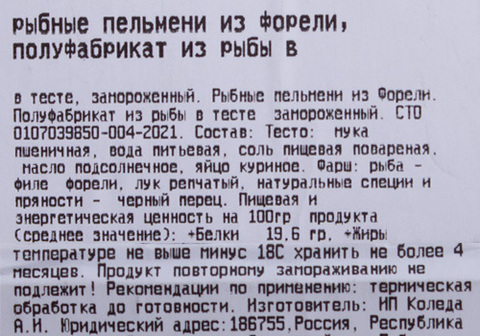 рыбные пельмени из форели,
полуфабрикат из рыбы в
в тесте, замороженный. Рыбные пельмени из Форели.
Полуфабрикат из рыбы в тесте замороженный. СТО
0107039850-004-2021. Состав: Тесто: мука
пшеничная, вода питьевая, соль пищевая повареная,
масло подсолнечное, яйцо куриное. Фарш: рыба -
филе форели, лук репчатый, натуральные специи и
пряности - черный перец. Пищевая и
энергетическая ценность на 100гр продукта
(среднее значение): +Белки 19.6 гр, +Жиры
температуре не выше минус 18С хранить не более 4
месяцев. Продукт повторному замораживанию не
подлежит! Рекомендации по применению: термическая
обработка до готовности. Изготовитель: ИП Коледа
А.И. Юридический адрес:186755,Россия, Республика